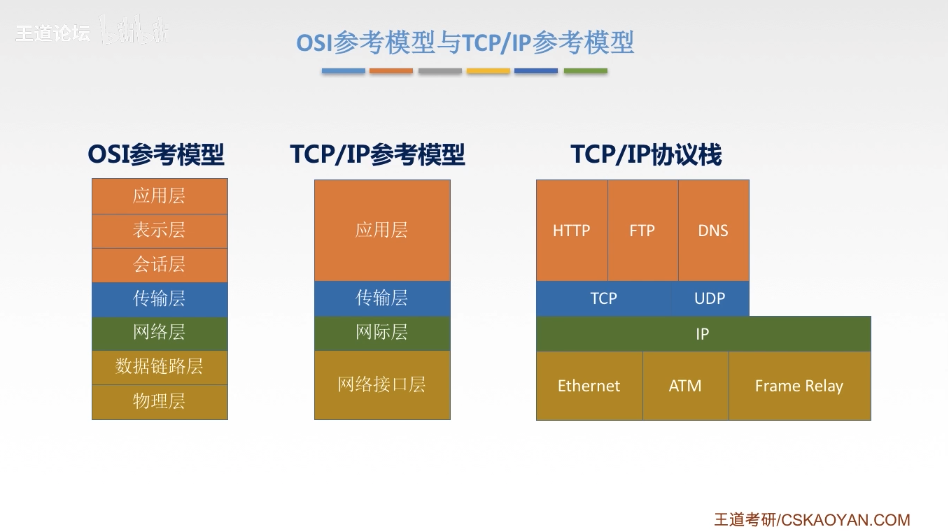 王道论坛
OSI参考模型与TCP/IP参考模型
OSI参考模型
应用层
表示层
会话层
传输层
网络层
数据链路层
物理层
TCP/IP参考模型
应用层
传输层
网际层
网络接口层
TCP/IP协议栈
HTTP FTP DNS
TCP UDP
IP
Ethernet ATM Frame Relay
王道考研/CSKAOYAN.COM